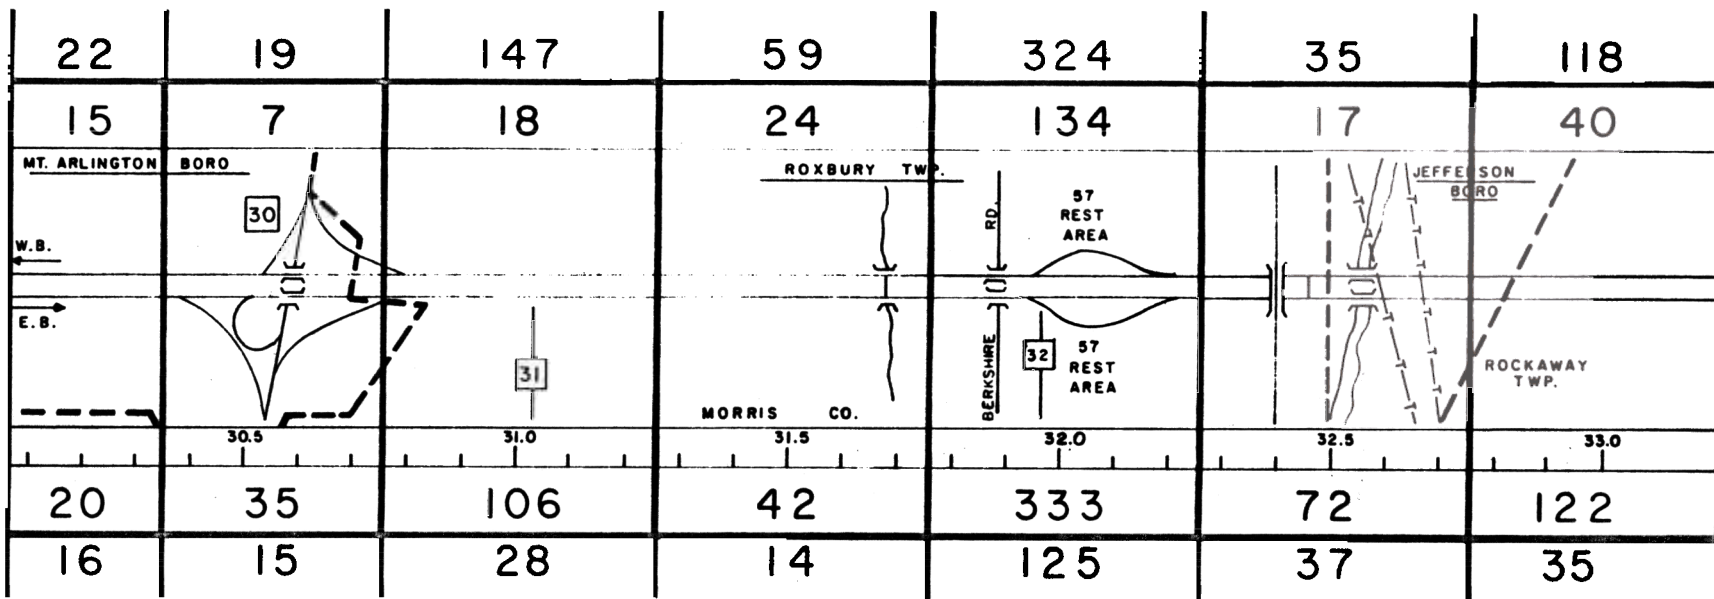 22 19 147 59 324 35 118
15 7 18 24 134 17 40
MT. ARLINGTON BORO
ROXBURY TWP.
JEFFERSON
BORO
30
RD.
57
REST
AREA
W.B.
E.B.
BERKSHIRE
31
32
57
REST
AREA
ROCKAWAY
TWP.
MORRIS CO.
30.5 31.0 31.5 32.0 32.5 33.0
20 35 106 42 333 72 122
16 15 28 14 125 37 35